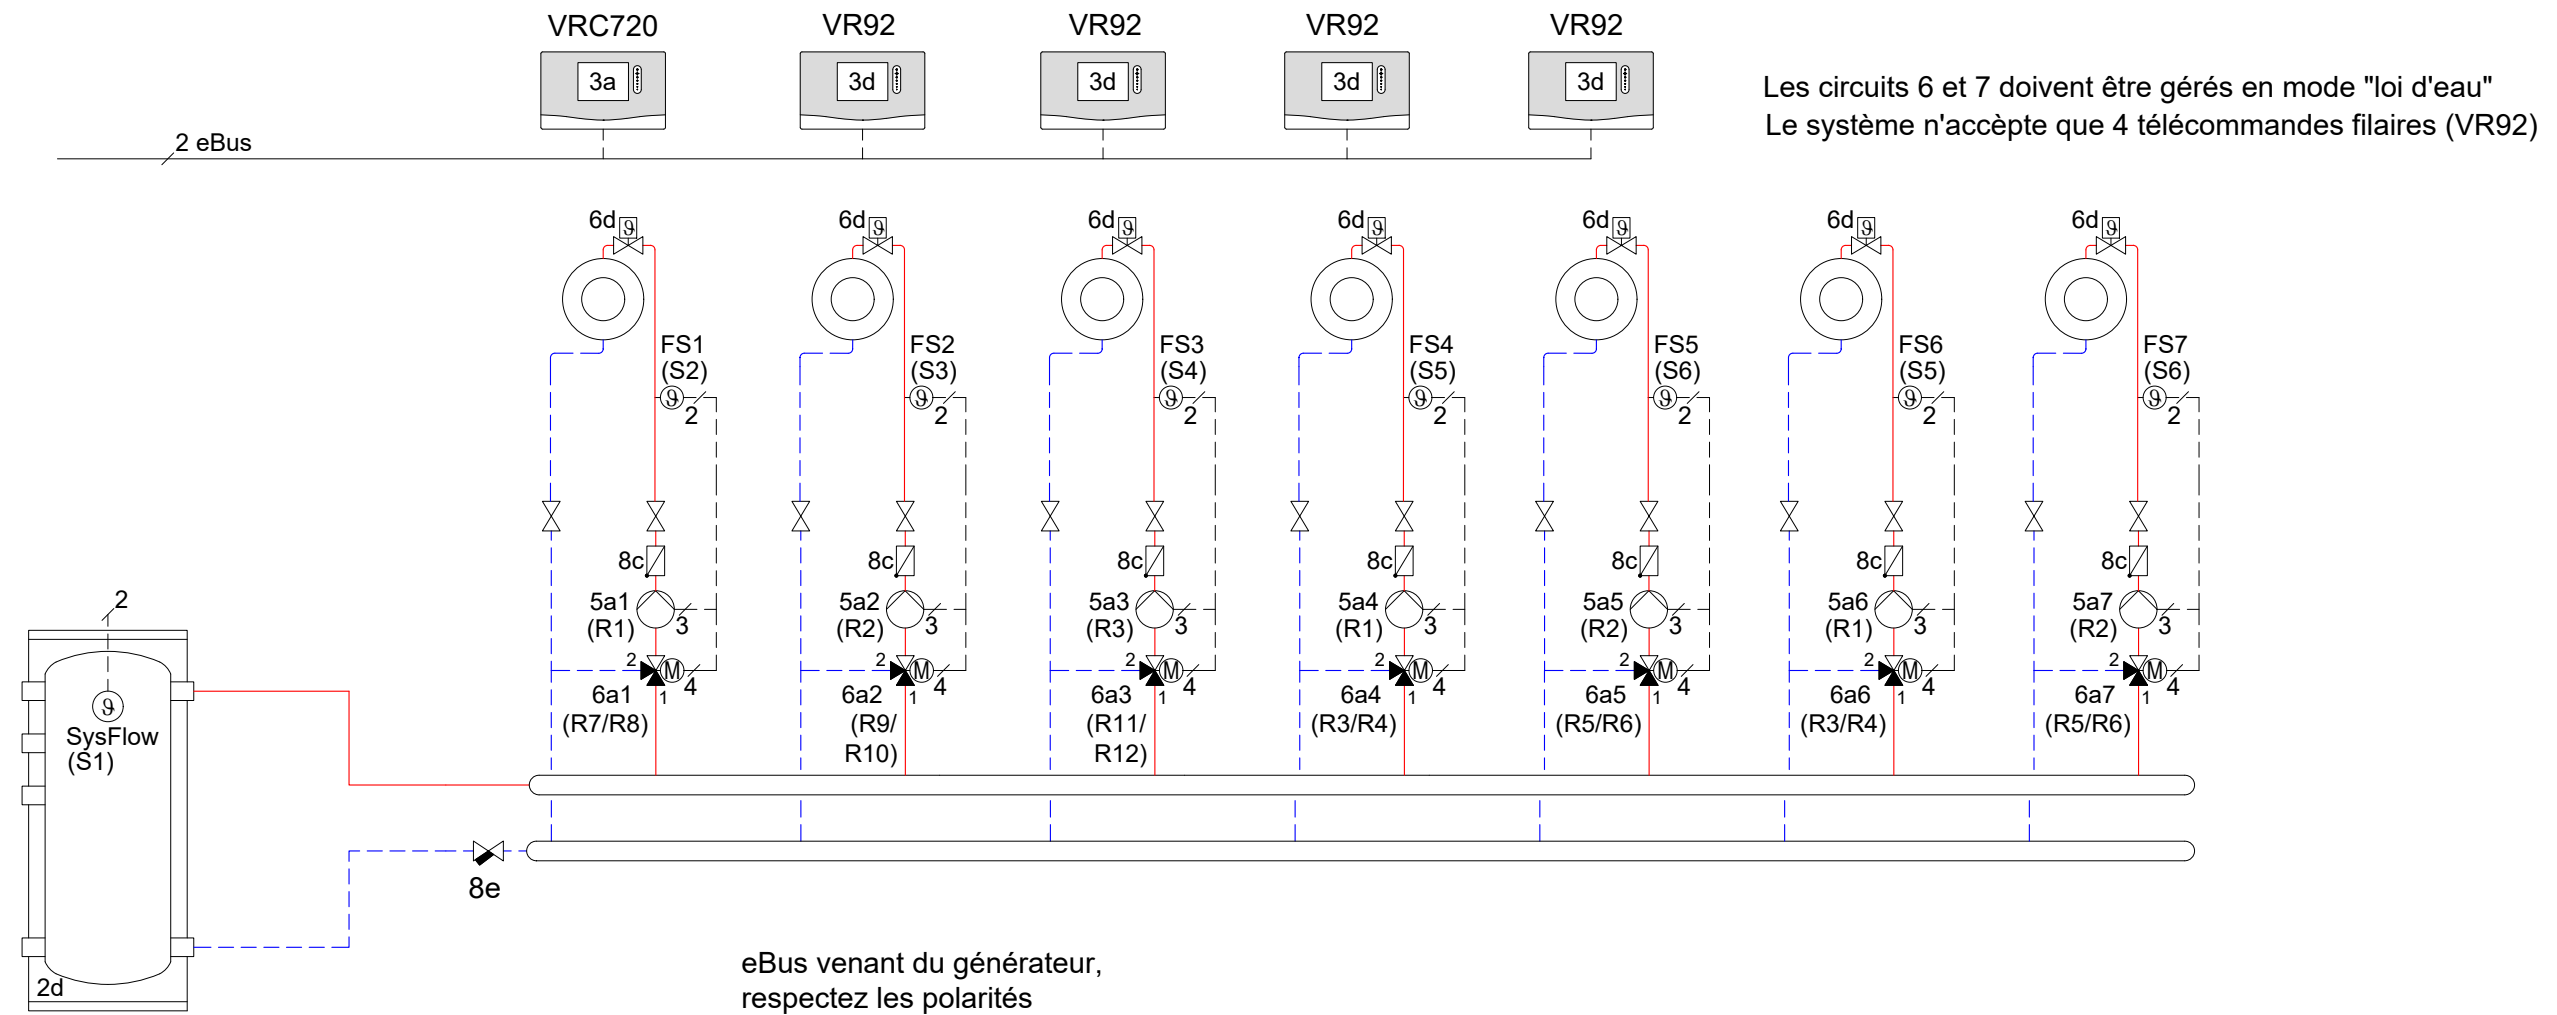 VRC720
VR92
VR92
VR92
VR92
3a
3d
3d
3d
3d
Les circuits 6 et 7 doivent être gérés en mode "loi d'eau"
Le système n'accèpte que 4 télécommandes filaires (VR92)
2 eBus
6d
ϑ
6d
ϑ
6d
ϑ
6d
ϑ
6d
ϑ
6d
ϑ
6d
ϑ
FS1
(S2)
ϑ
2
FS2
(S3)
ϑ
2
FS3
(S4)
ϑ
2
FS4
(S5)
ϑ
2
FS5
(S6)
ϑ
2
FS6
(S5)
ϑ
2
FS7
(S6)
ϑ
2
8c
8c
8c
8c
8c
8c
8c
5a1
(R1)
3
5a2
(R2)
3
5a3
(R3)
3
5a4
(R1)
3
5a5
(R2)
3
5a6
(R1)
3
5a7
(R2)
3
2
M
4
1
6a1
(R7/R8)
2
M
4
1
6a2
(R9/
R10)
2
M
4
1
6a3
(R11/
R12)
2
M
4
1
6a4
(R3/R4)
2
M
4
1
6a5
(R5/R6)
2
M
4
1
6a6
(R3/R4)
2
M
4
1
6a7
(R5/R6)
2
ϑ
SysFlow
(S1)
2d
8e
eBus venant du générateur,
respectez les polarités